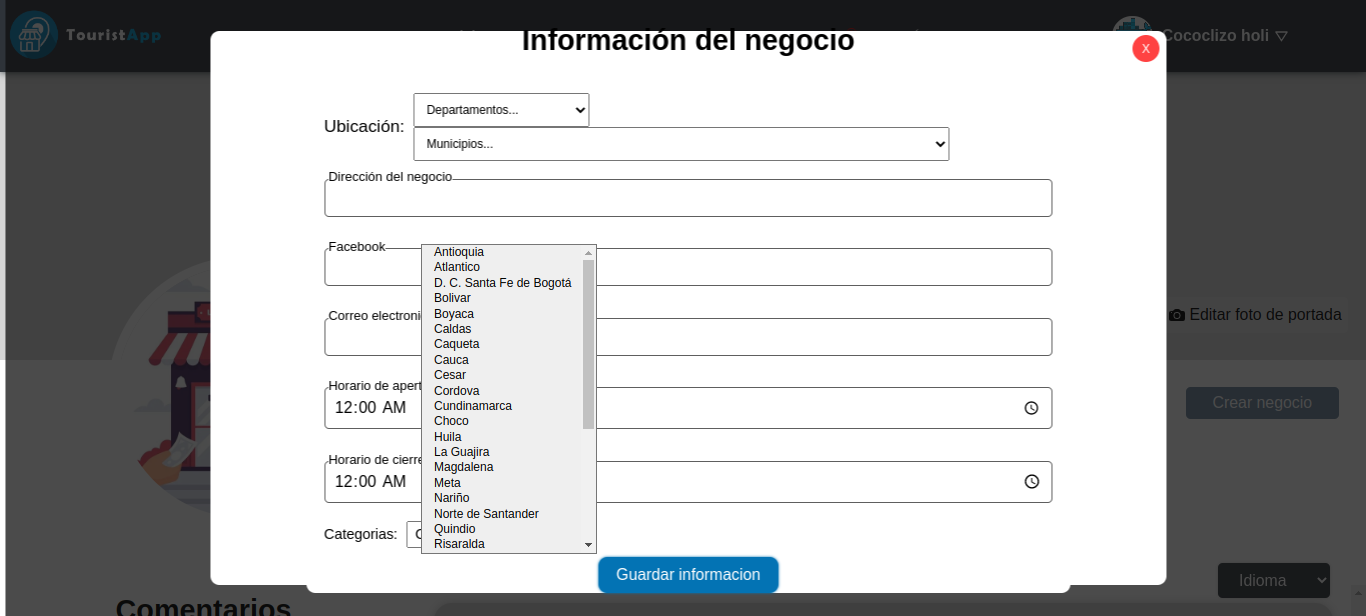 TouristApp
Información del negocio
X
Cococlizo holi
Ubicación:
Departamentos...
Municipios...
Dirección del negocio
Facebook
Antioquia
Atlantico
D. C. Santa Fe de Bogotá
Bolivar
Boyaca
Caldas
Caqueta
Cauca
Cesar
Cordova
Cundinamarca
Choco
Huila
La Guajira
Magdalena
Meta
Nariño
Norte de Santander
Quindio
Risaralda
Correo electroni
Horario de apert
12:00 AM
Horario de cierre
12:00 AM
Categorias:
Guardar informacion
Editar foto de portada
Crear negocio
Idioma
Comentarios